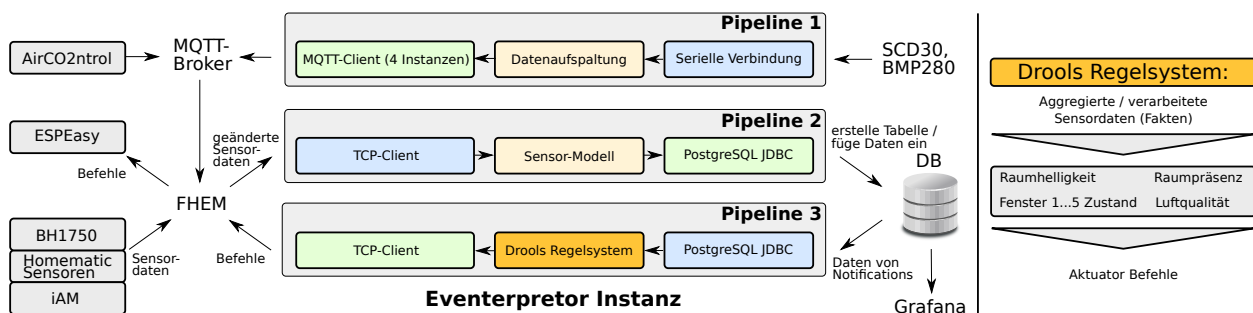 Pipeline 1
AirCO2ntrol
MQTT-
Broker
MQTT-Client (4 Instanzen)
Datenaufspaltung
Serielle Verbindung
SCD30,
BMP280
Pipeline 2
ESPEasy
geänderte
Sensor-
daten
TCP-Client
Sensor-Modell
PostgreSQL JDBC
erstelle Tabelle /
füge Daten ein
DB
Befehle
FHEM
Pipeline 3
BH1750
Homematic
Sensoren
iAM
Sensor-
daten
Befehle
TCP-Client
Drools Regelsystem
PostgreSQL JDBC
Daten von
Notifications
Eventerpretor Instanz
Grafana
Drools Regelsystem:
Aggregierte / verarbeitete
Sensordaten (Fakten)
Raumhelligkeit
Raumpräsenz
Fenster 1...5 Zustand
Luftqualität
Aktuator Befehle